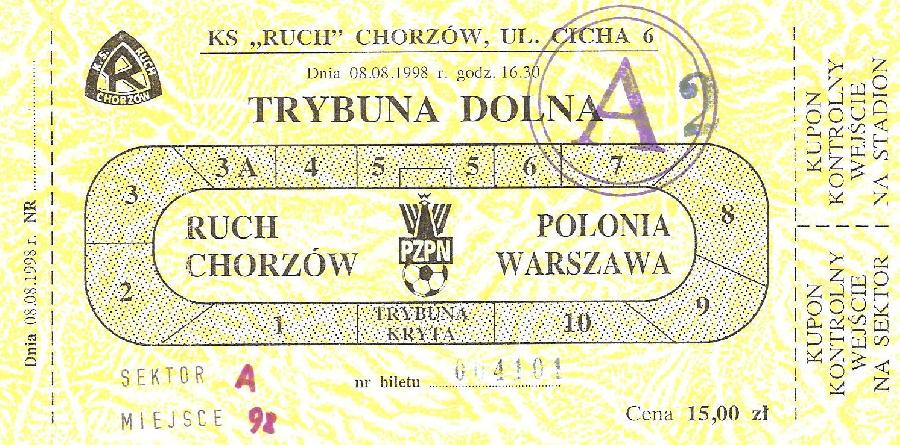 KS „RUCH” CHORZÓW, UL. CICHA 6
K.S. RUCH
R
CHORZÓW
Dnia 08.08.1998 r. godz. 16.30
TRYBUNA DOLNA
A 2
3 3 A 4 5 5 6 7 8
RUCH
CHORZÓW
PZPN
POLONIA
WARSZAWA
2 1 TRYBUNA
KRYTA 10 9
SEKTOR A
MIEJSCE 98
nr biletu 004101
Cena 15,00 zł
Dnia 08.08.1998 r. NR
KUPON
KONTROLNY
WEJŚCIE
NA STADION
KUPON
KONTROLNY
WEJŚCIE
NA SEKTOR